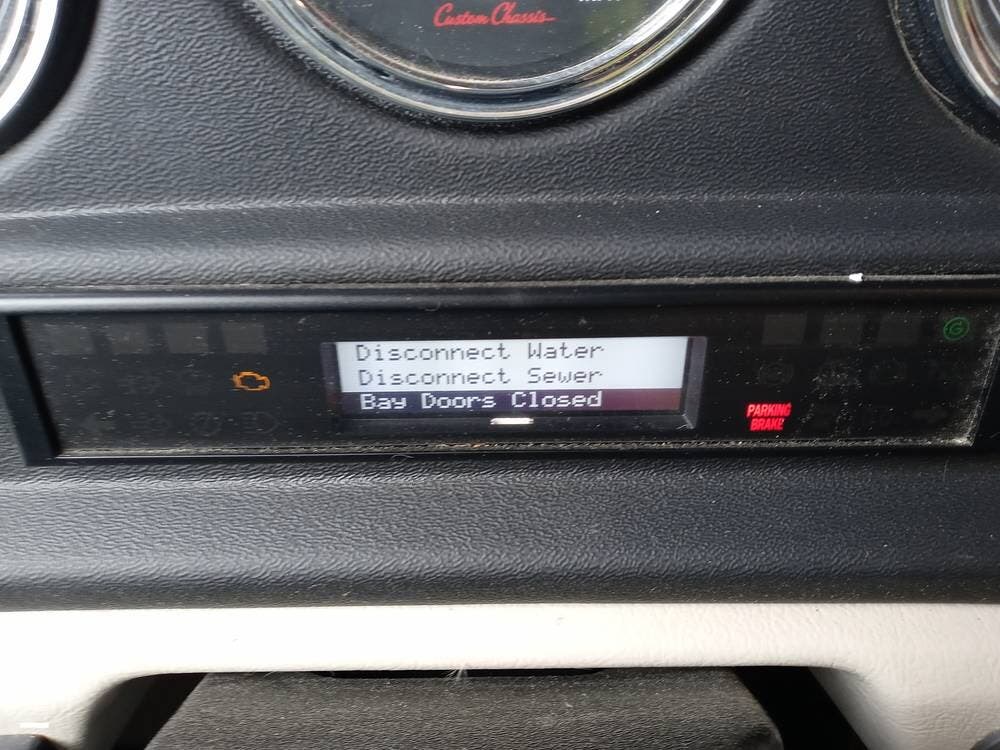 Custom Chassis
Disconnect Water
Disconnect Sewer
Bay Doors Closed
PARKING
BRAKE
G